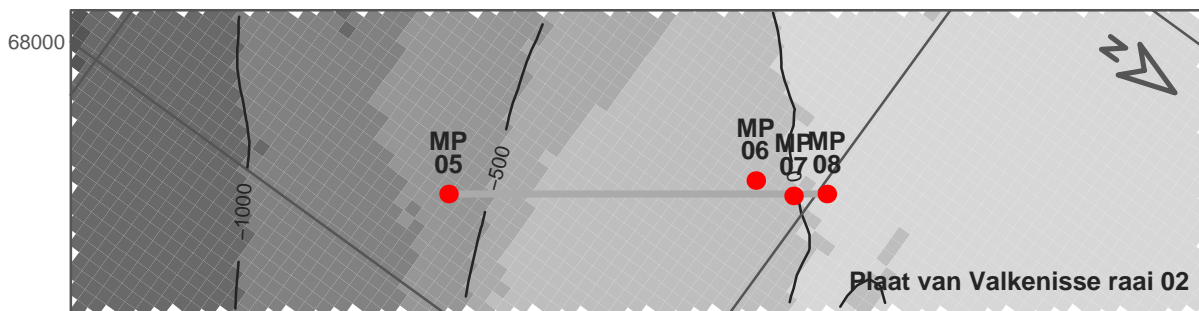 68000
N
MP
05
MP
06
MP
07
MP
08
−1000
−500
0
Plaat van Valkenisse raai 02